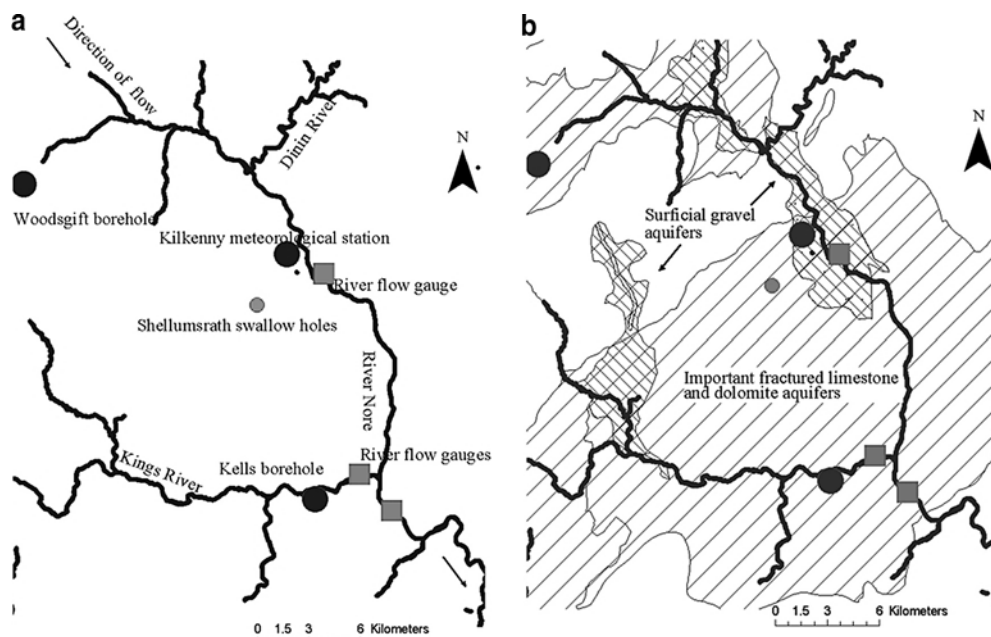 a
Direction of flow
Dinin River
N
Woodsgift borehole
Kilkenny meteorological station
River flow gauge
Shellumsrath swallow holes
River Nore
Kings River
Kells borehole
River flow gauges
0 1.5 3 6 Kilometers
b
N
Surficial gravel
aquifers
Important fractured limestone
and dolomite aquifers
0 1.5 3 6 Kilometers